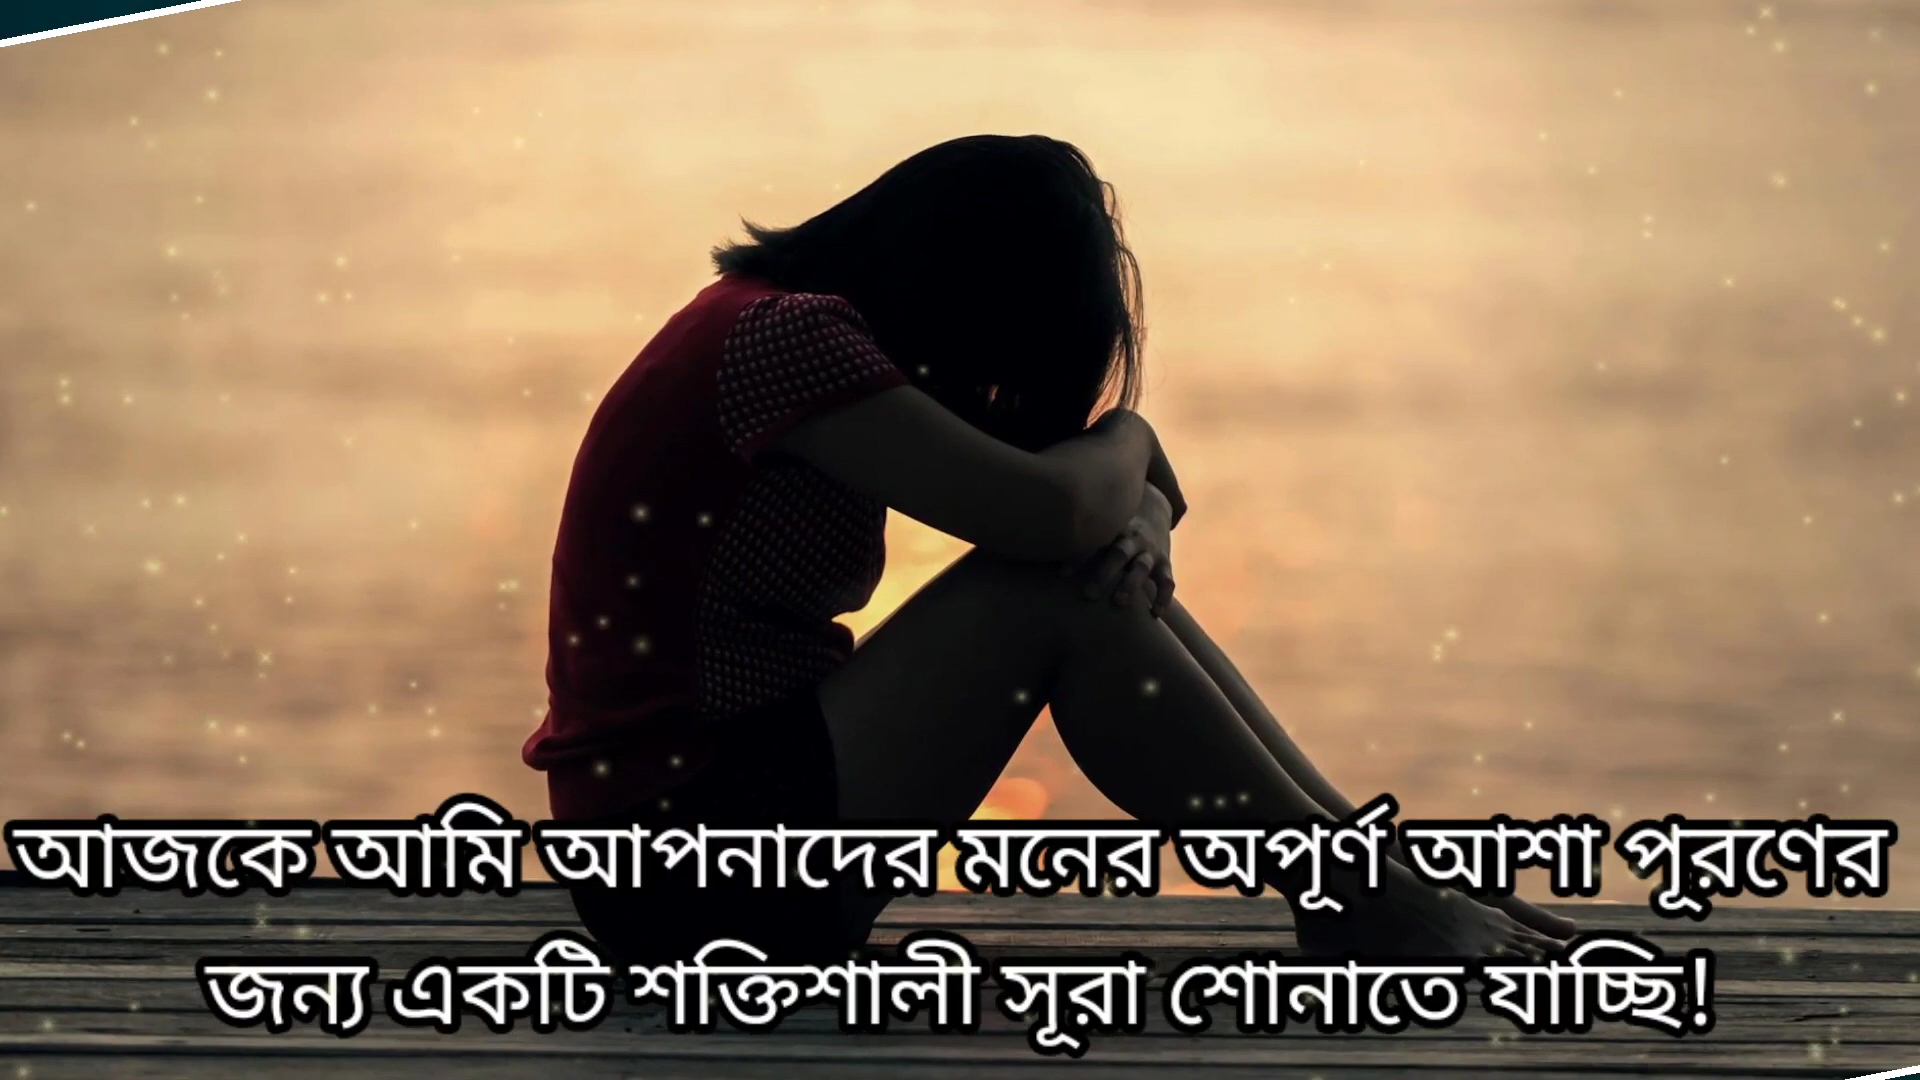 আজকে আমি আপনাদের মনের অপূর্ণ আশা পূরণের
জন্য একটি শক্তিশালী সূরা শোনাতে যাচ্ছি!